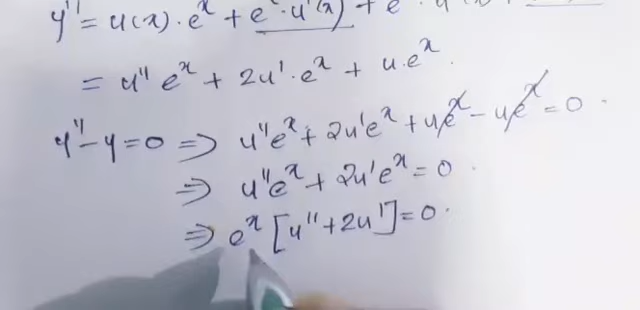 y'' = u(x)·e^x + e^x·u'(x) + e
= u'' e^x + 2u'·e^x + u·e^x.
y''-y=0 ⇒ u''e^x + 2u'e^x + ue^x - ue^x = 0.
⇒ u''e^x + 2u'e^x = 0.
⇒ e^x [u''+2u'] = 0.